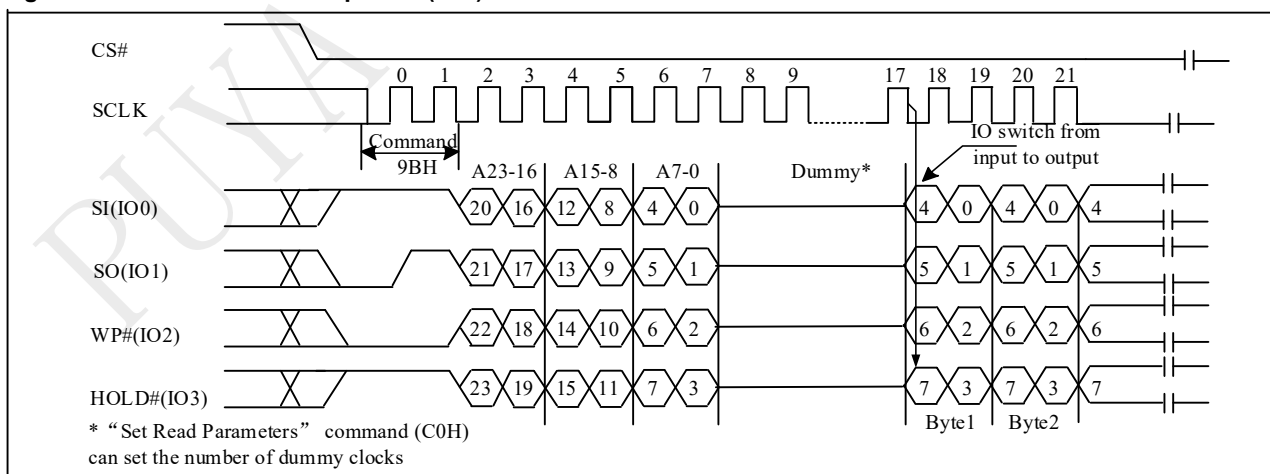 PUYA
CS#
0 1 2 3 4 5 6 7 8 9 17 18 19 20 21
SCLK
Command
9BH
IO switch from
input to output
A23-16 A15-8 A7-0 Dummy*
SI(IO0) 20 16 12 8 4 0 4 0 4 0 4
SO(IO1) 21 17 13 9 5 1 5 1 5 1 5
WP#(IO2) 22 18 14 10 6 2 6 2 6 2 6
HOLD#(IO3) 23 19 15 11 7 3 7 3 7 3 7
Byte1 Byte2
* “Set Read Parameters” command (C0H)
can set the number of dummy clocks